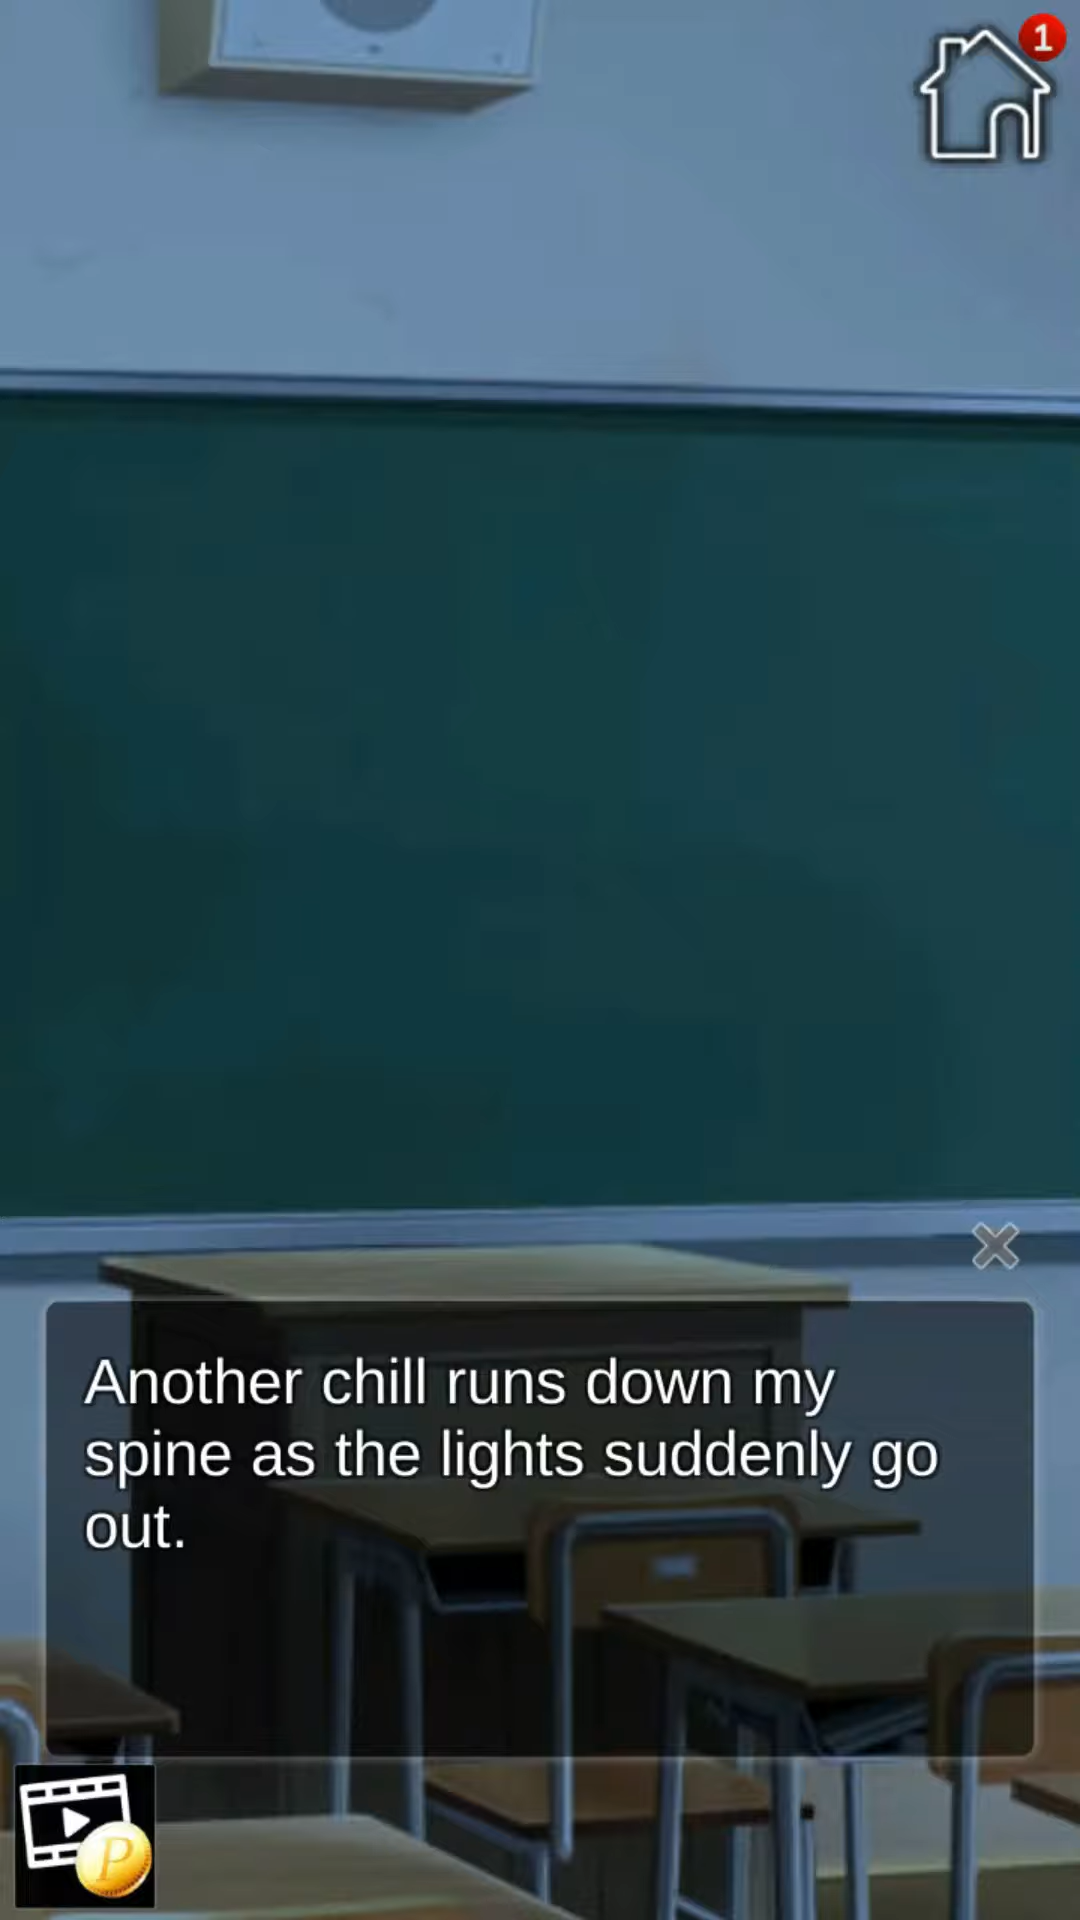 1
Another chill runs down my
spine as the lights suddenly go
out.
P